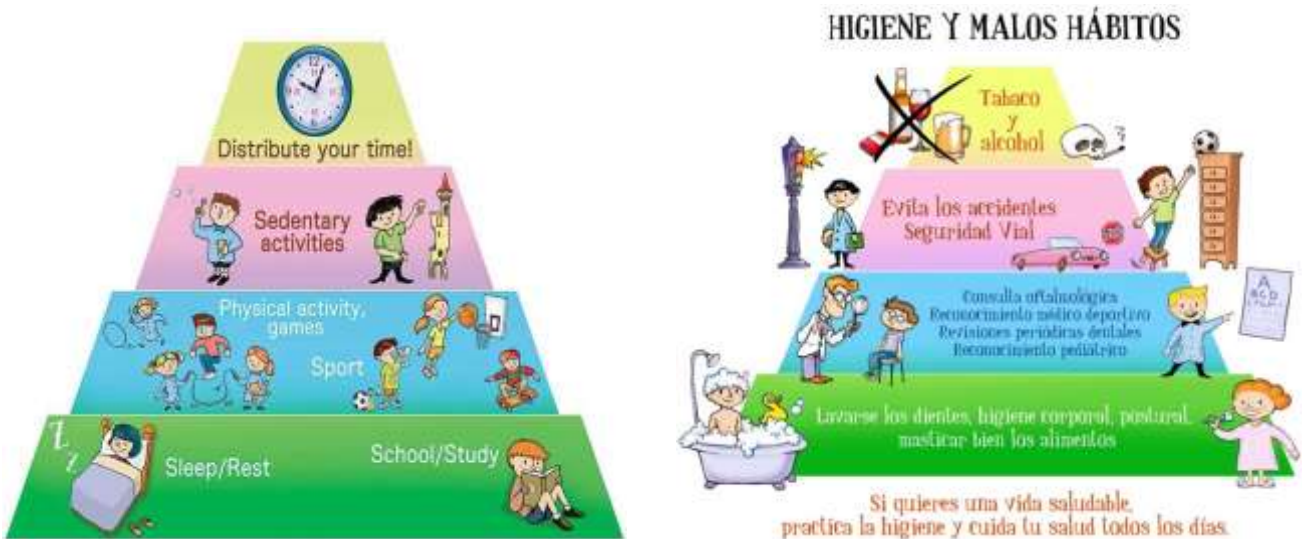 Distribute your time!
Sedentary
activities
Physical activity,
games
Sport
Z
z
Sleep/Rest
School/Study
HIGIENE Y MALOS HÁBITOS
Tabaco
y
alcohol
Evita los accidentes
Seguridad Vial
Consulta oftalmológica
Reconocimiento médico deportivo
Revisiones periódicas dentales
Reconocimiento pediátrico
A
Lavarse los dientes, higiene corporal, postural,
masticar bien los alimentos
Si quieres una vida saludable,
practica la higiene y cuida tu salud todos los días.